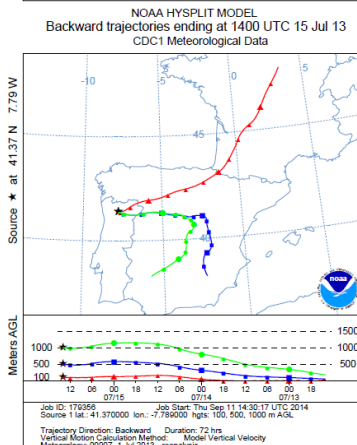 NOAA HYSPLIT MODEL
Backward trajectories ending at 1400 UTC 15 Jul 13
CDC1 Meteorological Data
Source ★ at 41.37 N 7.79 W
-10
-5
0
5
45
40
noaa
Meters AGL
1500
1000
1000
500
500
100
12 06 00 18 12 06 00 18 12 06 00 18
07/15 07/14 07/13
Job ID: 179356 Job Start: Thu Sep 11 14:30:17 UTC 2014
Source 1 lat.: 41.370000 lon.: -7.789000 hgts: 100, 500, 1000 m AGL
Trajectory Direction: Backward Duration: 72 hrs
Vertical Motion Calculation Method: Model Vertical Velocity